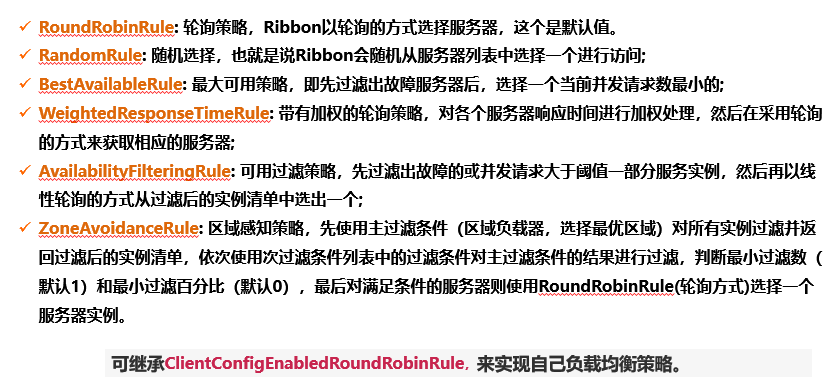 ✓ RoundRobinRule: 轮询策略，Ribbon以轮询的方式选择服务器，这个是默认值。
✓ RandomRule: 随机选择，也就是说Ribbon会随机从服务器列表中选择一个进行访问;
✓ BestAvailableRule: 最大可用策略，即先过滤出故障服务器后，选择一个当前并发请求数最小的;
✓ WeightedResponseTimeRule: 带有加权的轮询策略，对各个服务器响应时间进行加权处理，然后在采用轮询
的方式来获取相应的服务器;
✓ AvailabilityFilteringRule: 可用过滤策略，先过滤出故障的或并发请求大于阈值一部分服务实例，然后再以线
性轮询的方式从过滤后的实例清单中选出一个;
✓ ZoneAvoidanceRule: 区域感知策略，先使用主过滤条件（区域负载器，选择最优区域）对所有实例过滤并返
回过滤后的实例清单，依次使用次过滤条件列表中的过滤条件对主过滤条件的结果进行过滤，判断最小过滤数（
默认1）和最小过滤百分比（默认0），最后对满足条件的服务器则使用RoundRobinRule(轮询方式)选择一个
服务器实例。
可继承ClientConfigEnabledRoundRobinRule, 来实现自己负载均衡策略。